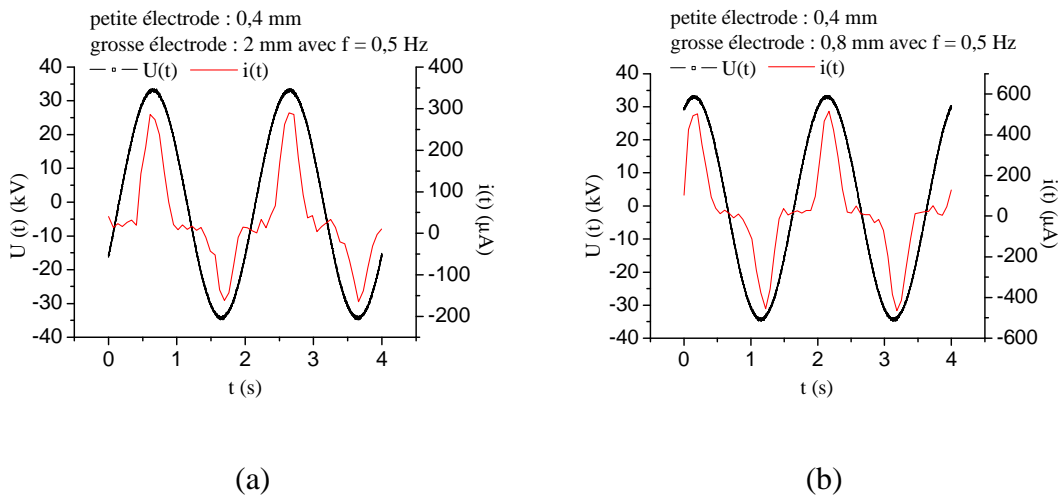 petite électrode : 0,4 mm
grosse électrode : 2 mm avec f = 0,5 Hz
U(t) i(t)
40
30
20
10
0
-10
-20
-30
-40
U (t) (kV)
400
300
200
100
0
-100
-200
i(t) (µA)
0 1 2 3 4
t (s)
(a)
petite électrode : 0,4 mm
grosse électrode : 0,8 mm avec f = 0,5 Hz
U(t) i(t)
40
30
20
10
0
-10
-20
-30
-40
U (t) (kV)
600
400
200
0
-200
-400
-600
i(t) (µA)
0 1 2 3 4
t (s)
(b)